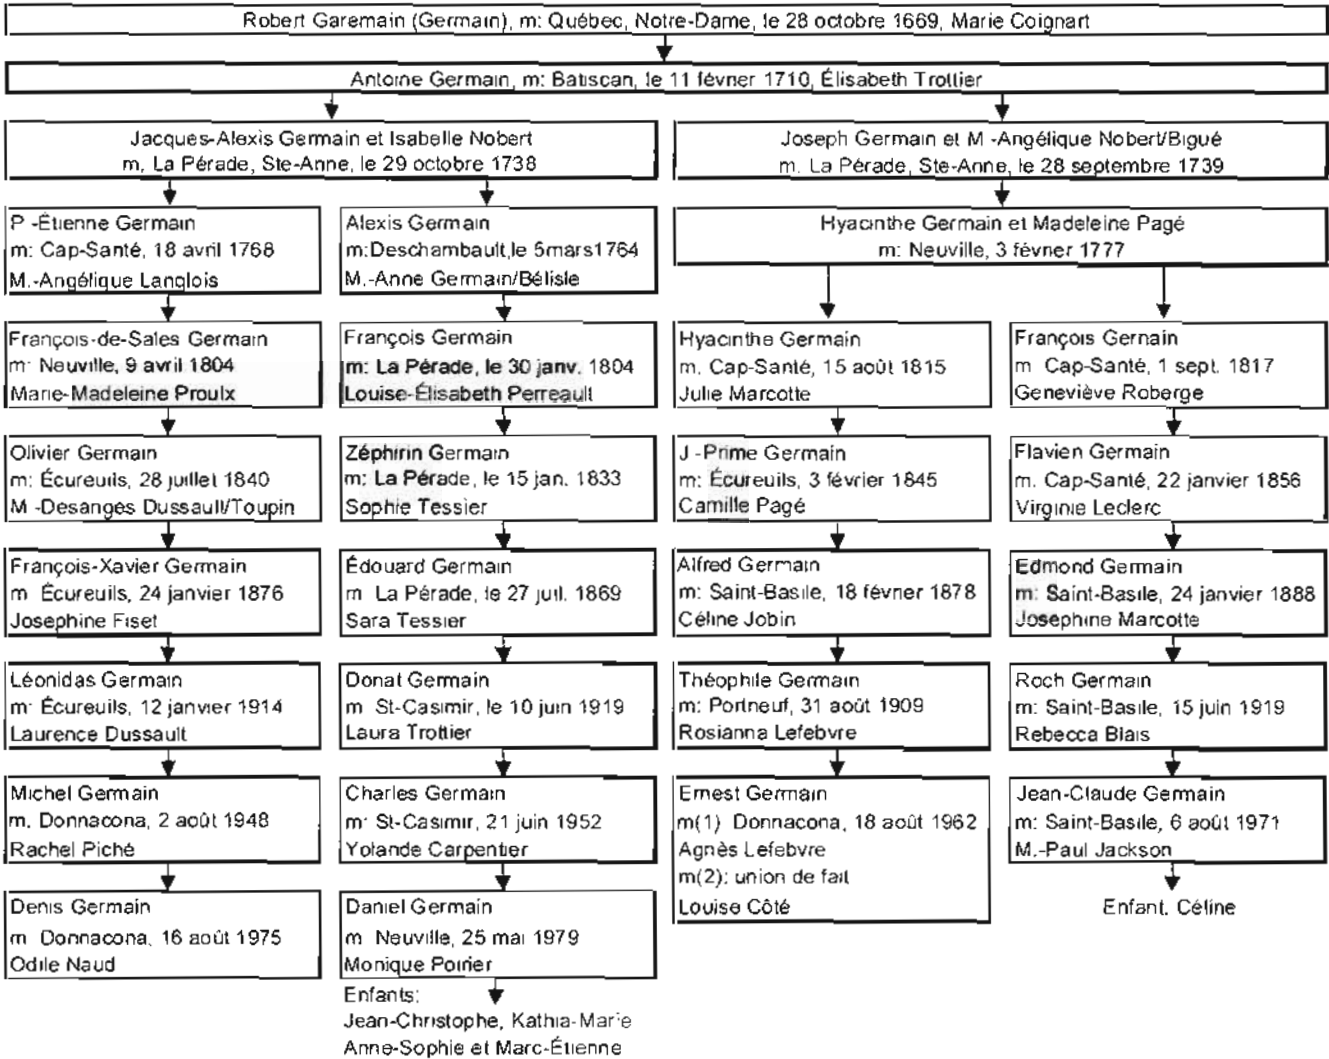 Robert Garemain (Germain), m: Québec, Notre-Dame, le 28 octobre 1669, Marie Coignart
Antoine Germain, m: Batiscan, le 11 février 1710, Élisabeth Trottier
Jacques-Alexis Germain et Isabelle Nobert
m. La Pérade, Ste-Anne, le 29 octobre 1738
Joseph Germain et M.-Angélique Nobert/Bigué
m. La Pérade, Ste-Anne, le 28 septembre 1739
P.-Étienne Germain
m: Cap-Santé, 18 avril 1768
M.-Angélique Langlois
Alexis Germain
m:Deschambault,le 5mars1764
M.-Anne Germain/Bélisle
Hyacinthe Germain et Madeleine Pagé
m: Neuville, 3 février 1777
François-de-Sales Germain
m: Neuville, 9 avril 1804
Marie-Madeleine Proulx
François Germain
m: La Pérade, le 30 janv. 1804
Louise-Élisabeth Perreault
Hyacinthe Germain
m. Cap-Santé, 15 août 1815
Julie Marcotte
François Gernain
m Cap-Santé, 1 sept. 1817
Geneviève Roberge
Olivier Germain
m: Écureuils, 28 juillet 1840
M.-Desanges Dussault/Toupin
Zéphirin Germain
m: La Pérade, le 15 jan. 1833
Sophie Tessier
J.-Prime Germain
m: Écureuils, 3 février 1845
Camille Pagé
Flavien Germain
m. Cap-Santé, 22 janvier 1856
Virginie Leclerc
François-Xavier Germain
m Écureuils, 24 janvier 1876
Josephine Fiset
Édouard Germain
m La Pérade, le 27 juil. 1869
Sara Tessier
Alfred Germain
m: Saint-Basile, 18 février 1878
Céline Jobin
Edmond Germain
m: Saint-Basile, 24 janvier 1888
Josephine Marcotte
Léonidas Germain
m: Écureuils, 12 janvier 1914
Laurence Dussault
Donat Germain
m St-Casimir, le 10 juin 1919
Laura Trottier
Théophile Germain
m: Portneuf, 31 août 1909
Rosianna Lefebvre
Roch Germain
m: Saint-Basile, 15 juin 1919
Rebecca Blais
Michel Germain
m. Donnacona, 2 août 1948
Rachel Piché
Charles Germain
m: St-Casimir, 21 juin 1952
Yolande Carpentier
Ernest Germain
m(1) Donnacona, 18 août 1962
Agnès Lefebvre
m(2): union de fait
Louise Côté
Jean-Claude Germain
m: Saint-Basile, 6 août 1971
M.-Paul Jackson
Enfant. Céline
Denis Germain
m Donnacona, 16 août 1975
Odile Naud
Daniel Germain
m Neuville, 25 mai 1979
Monique Poirier
Enfants:
Jean-Christophe, Kathia-Marie
Anne-Sophie et Marc-Étienne